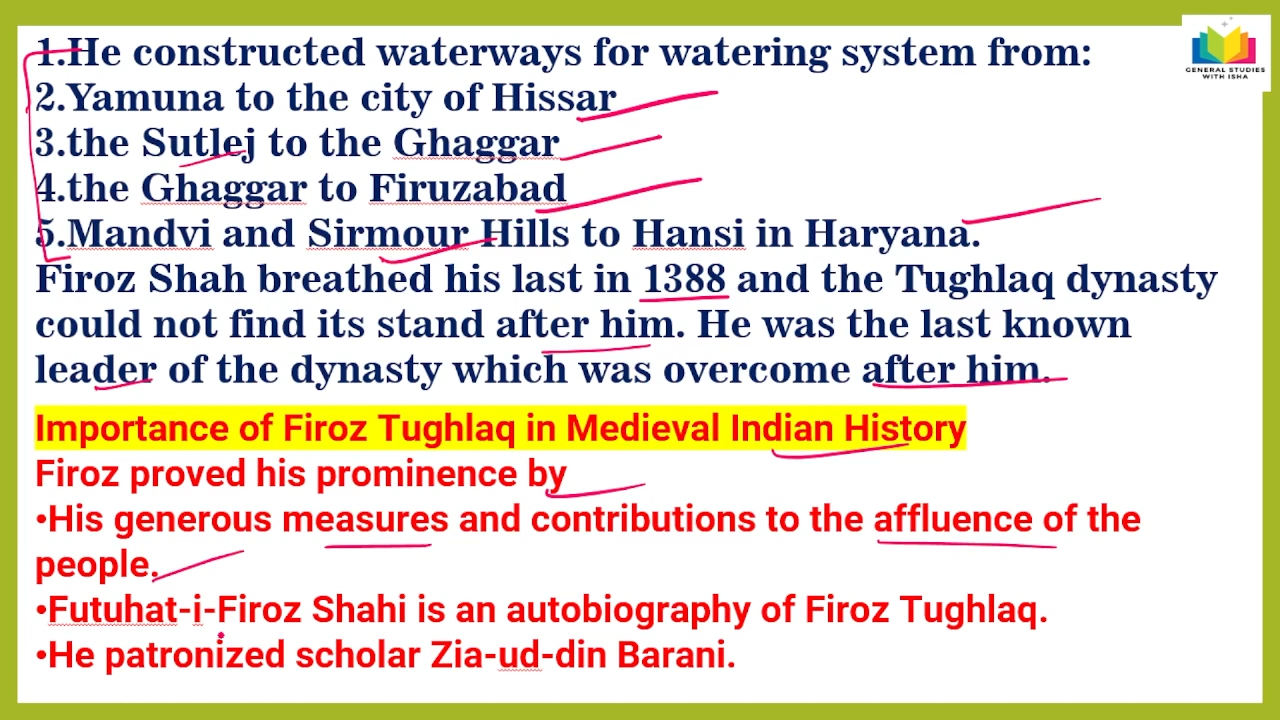 1.He constructed waterways for watering system from:
2.Yamuna to the city of Hissar
3.the Sutlej to the Ghaggar
4.the Ghaggar to Firuzabad
5.Mandvi and Sirmour Hills to Hansi in Haryana.
Firoz Shah breathed his last in 1388 and the Tughlaq dynasty
could not find its stand after him. He was the last known
leader of the dynasty which was overcome after him.
Importance of Firoz Tughlaq in Medieval Indian History
Firoz proved his prominence by
•His generous measures and contributions to the affluence of the
people.
•Futuhat-i-Firoz Shahi is an autobiography of Firoz Tughlaq.
•He patronized scholar Zia-ud-din Barani.
GENERAL STUDIES
WITH ISHA